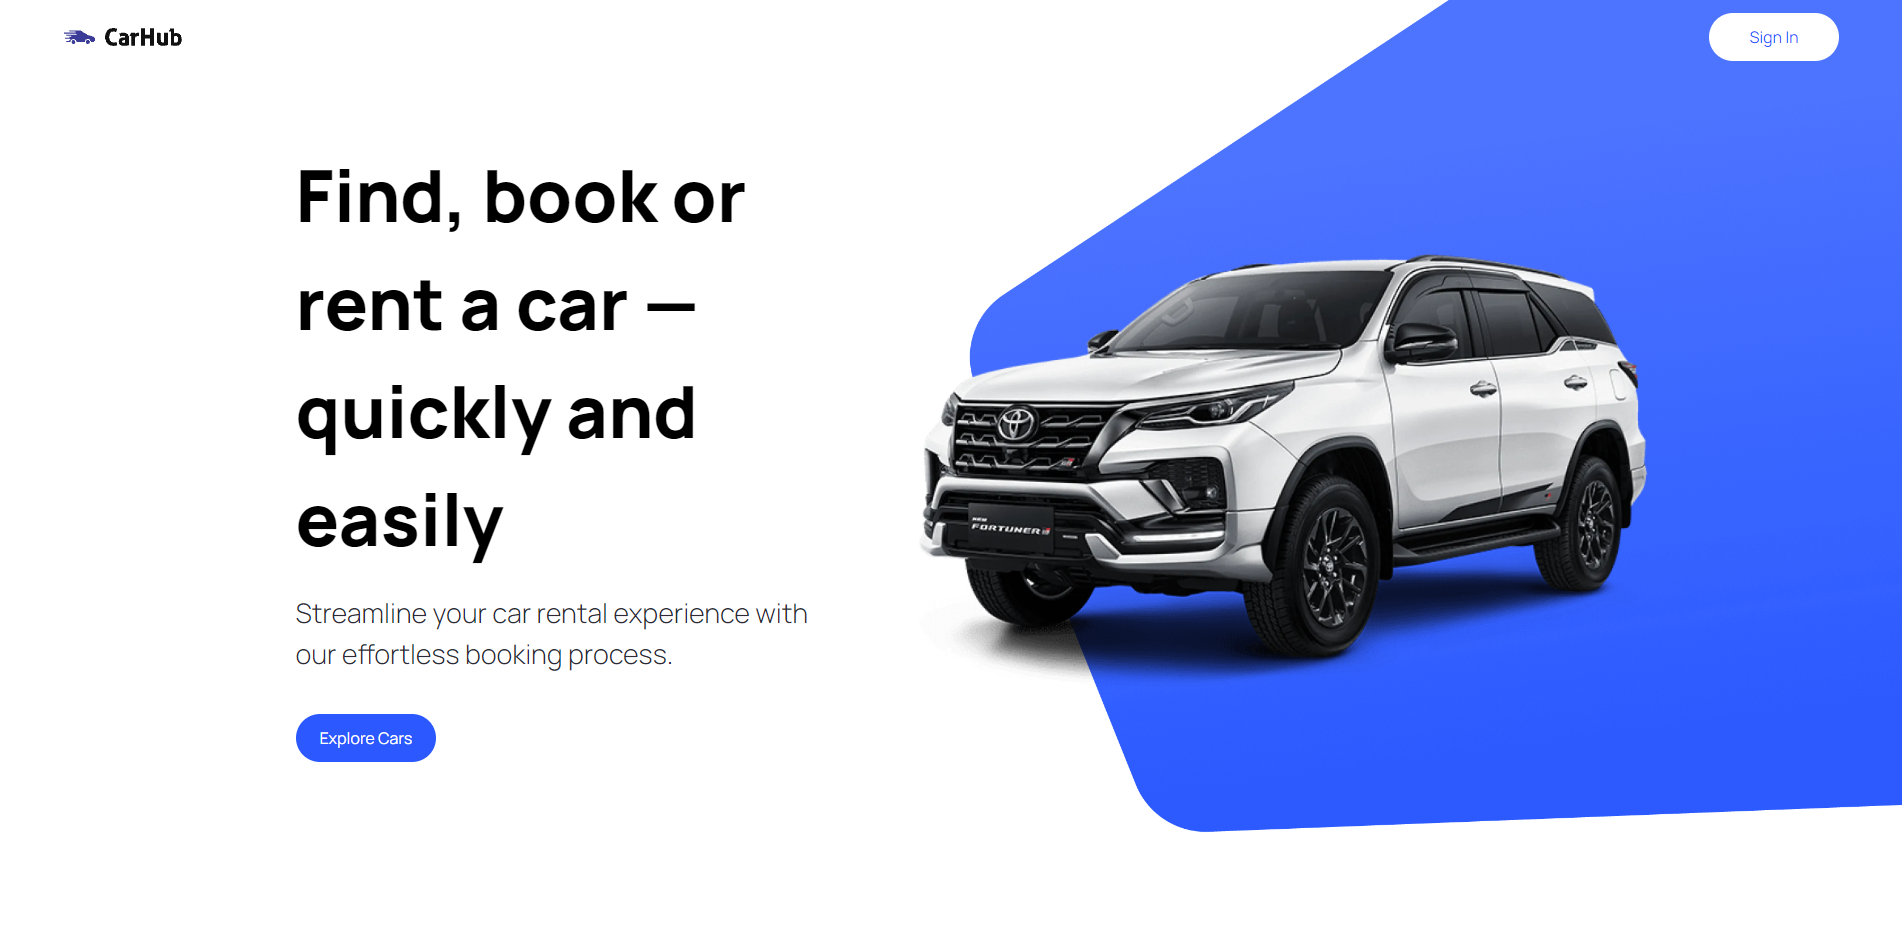 CarHub
Sign In
Find, book or
rent a car —
quickly and
easily
Streamline your car rental experience with
our effortless booking process.
Explore Cars
NEW
FORTUNER